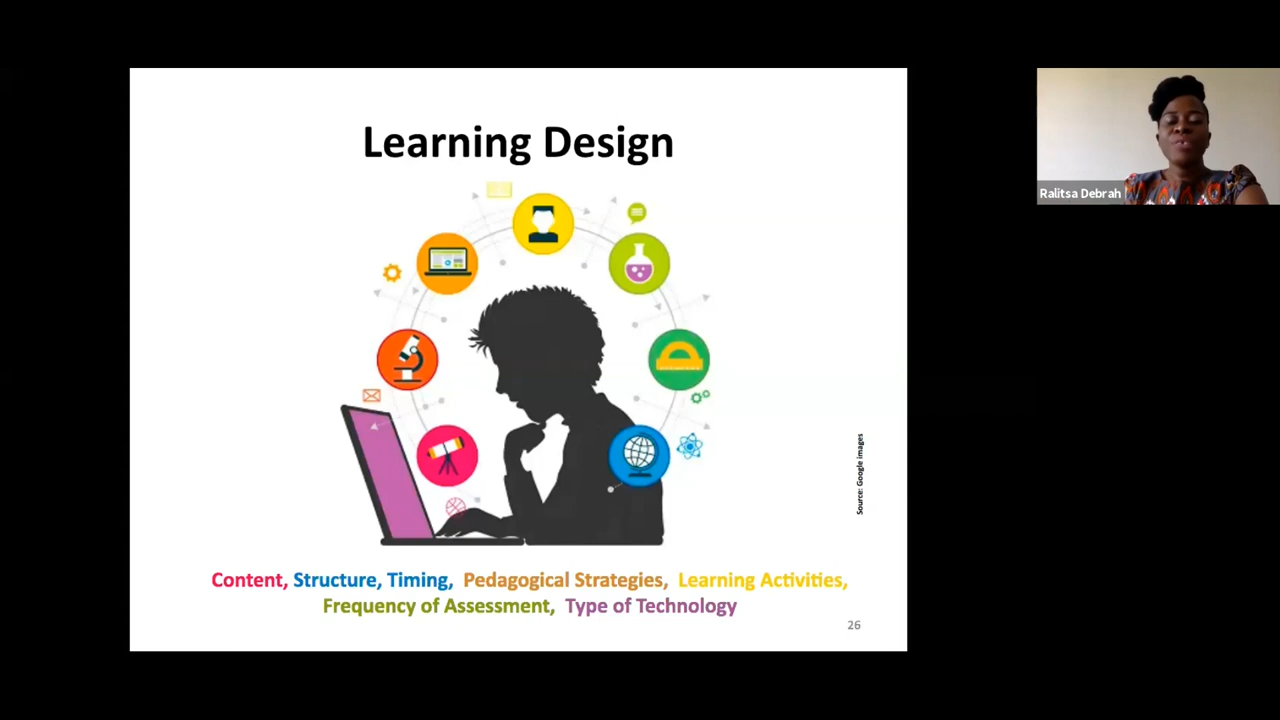 Learning Design
Ralitsa Debrah
Source: Google images
Content, Structure, Timing, Pedagogical Strategies, Learning Activities,
Frequency of Assessment, Type of Technology
26